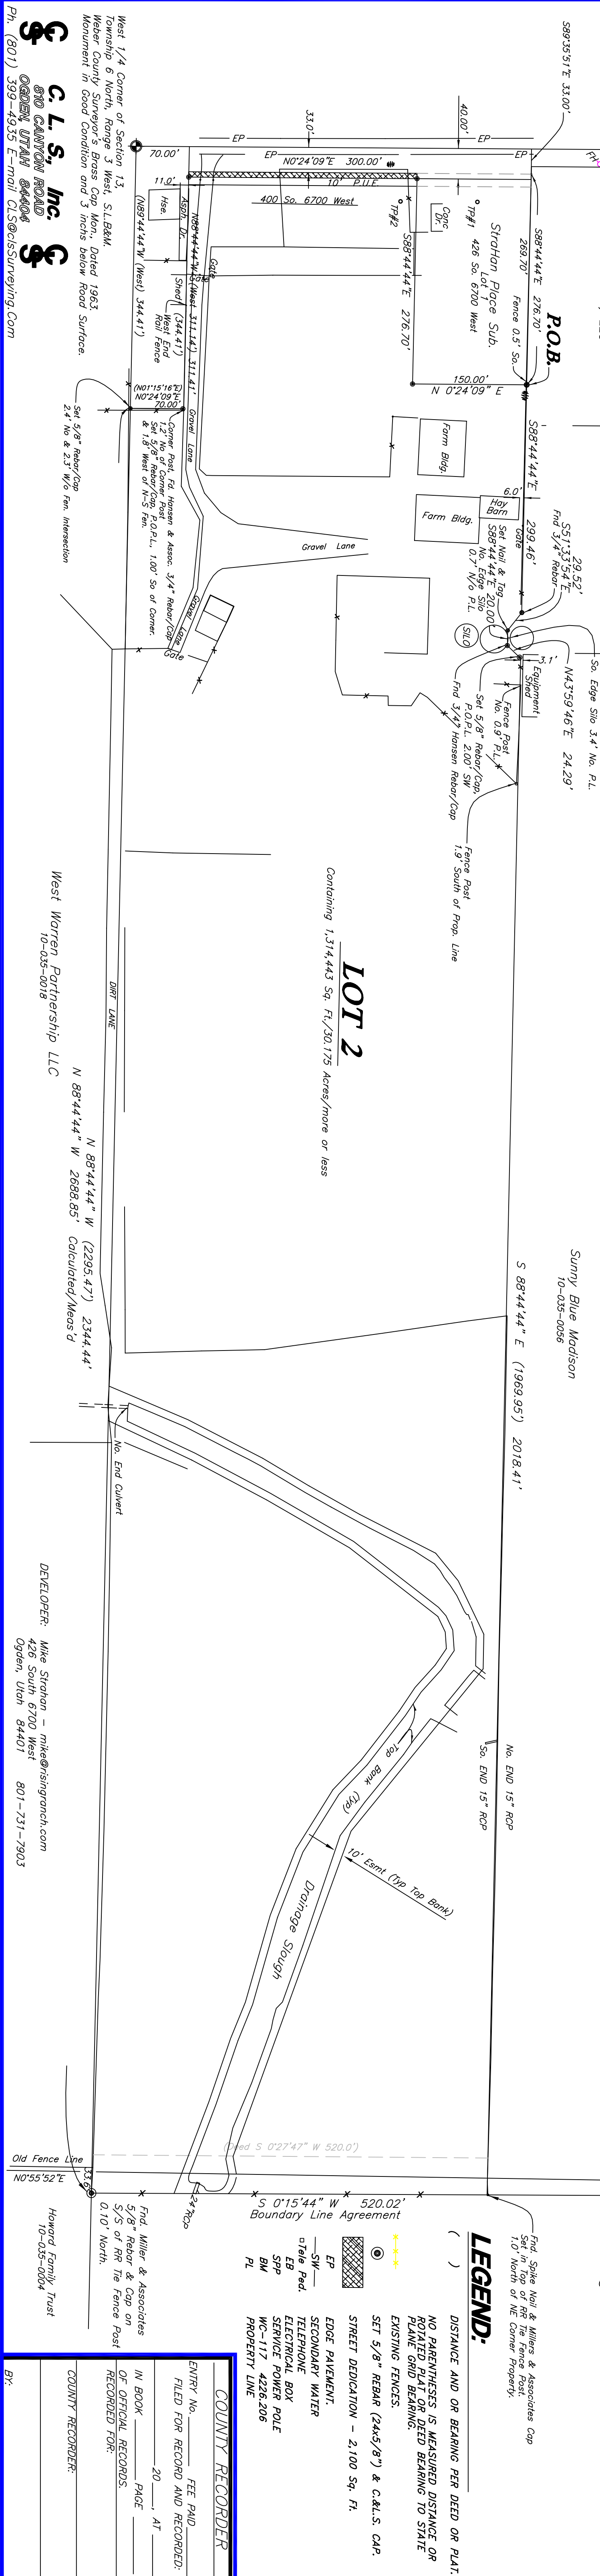 S89°35'51"E 33.00'
40.00'
33.0'
EP
EP
EP
EP
EP
N0°24'09"E 300.00'
10' P.U.E.
400 So. 6700 West
70.00'
11.0'
Hse.
Asph. Dr.
Conc
Dr.
TP#1
TP#2
StraHan Place Sub.
Lot 1
426 So. 6700 West
S88°44'44"E 276.70'
269.70'
Fence 0.5' So.
P.O.B.
S88°44'44"E 276.70'
150.00'
N 0°24'09" E
S88°44'44"E 299.46'
N88°44'44"W (West 311.14') 311.41'
Gate
Gate
Shed
(344.41')
West End
Rail Fence
(N89°44'44"W (West) 344.41')
(N01°15'16"E)
N0°24'09"E
70.00'
Gravel Lane
Gravel Lane
Gravel Lane
Gate
Farm Bldg.
Farm Bldg.
Hay
Barn
6.0'
Gate
Set Nail & Tag
S88°44'44"E 20.00'
No. Edge Silo
0.7' N/o P.L.
SILO
29.52'
S51°33'54"E
Fnd 3/4" Rebar
So. Edge Silo 3.4' No. P.L.
N43°59'46"E 24.29'
3.1'
Equipment
Shed
Fence Post
No. 0.9' P.L.
Set 5/8" Rebar/Cap,
P.O.P.L. 2.00' SW
Fnd 3/4" Hansen Rebar/Cap
Fence Post
1.9' South of Prop. Line
Corner Post, Fd. Hansen & Assoc. 3/4" Rebar/Cap
1.2' No of Corner Post
Set 5/8" Rebar/Cap, P.O.P.L., 1.00' So of Corner.
& 1.8' West of N-S Fen.
Set 5/8" Rebar/Cap
2.4' No & 2.3' W/o Fen. Intersection
West 1/4 Corner of Section 13,
Township 6 North, Range 3 West, S.L.B&M.
Weber County Surveyor's Brass Cap Mon., Dated 1963,
Monument in Good Condition and 3 inchs below Road Surface.
C. L. S., Inc.
810 CANYON ROAD
OGDEN, UTAH 84404
Ph. (801) 399-4935 E-mail CLS@clsSurveying.Com
LOT 2
Containing 1,314,443 Sq. Ft./30.175 Acres/more or less
DIRT LANE
West Warren Partnership LLC
10-035-0018
N 88°44'44" W (2295.47') 2344.44'
N 88°44'44" W 2688.85' Calculated/Meas'd
Sunny Blue Madison
10-035-0056
S 88°44'44" E (1969.95') 2018.41'
No. End Culvert
DEVELOPER: Mike Strahan - mike@risingranch.com
426 South 6700 West
Ogden, Utah 84401 801-731-7903
No. END 15" RCP
So. END 15" RCP
Top Bank (Typ)
10' Esmt (Typ Top Bank)
Drainage Slough
(Deed S 0°27'47" W 520.0')
Old Fence Line
N0°55'52"E
33.6'
24" RCP
S 0°15'44" W 520.02'
Boundary Line Agreement
Fnd. Miller & Associates
5/8" Rebar & Cap on
S/S of RR Tie Fence Post
0.10' North.
Howard Family Trust
10-035-0004
Fnd. Spike Nail & Millers & Associates Cap
Set in Top of RR Tie Fence Post.
1.0' North of NE Corner Property.
LEGEND:
( ) DISTANCE AND OR BEARING PER DEED OR PLAT.
NO PARENTHESES IS MEASURED DISTANCE OR
ROTATED PLAT OR DEED BEARING TO STATE
PLANE GRID BEARING.
EXISTING FENCES.
SET 5/8" REBAR (24x5/8") & C.&L.S. CAP.
STREET DEDICATION - 2,100 Sq. Ft.
EP EDGE PAVEMENT.
SW SECONDARY WATER
Tele Ped. TELEPHONE
EB ELECTRICAL BOX
SPP SERVICE POWER POLE
BM WC-117 4226.206
PL PROPERTY LINE
COUNTY RECORDER
ENTRY No. FEE PAID
FILED FOR RECORD AND RECORDED:
20 , AT
IN BOOK PAGE
OF OFFICIAL RECORDS.
RECORDED FOR:
COUNTY RECORDER:
BY: